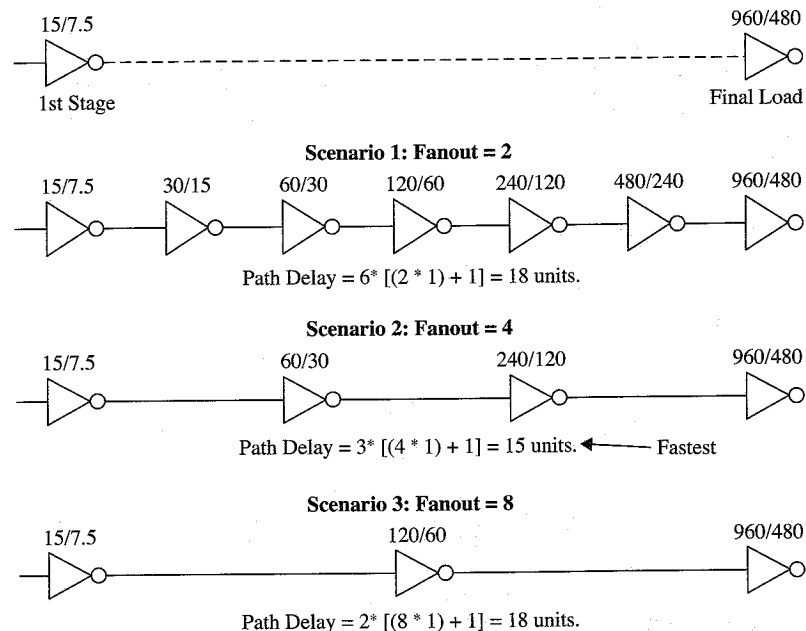 15/7.5 960/480
1st Stage Final Load
Scenario 1: Fanout = 2
15/7.5 30/15 60/30 120/60 240/120 480/240 960/480
Path Delay = 6* [(2 * 1) + 1] = 18 units.
Scenario 2: Fanout = 4
15/7.5 60/30 240/120 960/480
Path Delay = 3* [(4 * 1) + 1] = 15 units. Fastest
Scenario 3: Fanout = 8
15/7.5 120/60 960/480
Path Delay = 2* [(8 * 1) + 1] = 18 units.